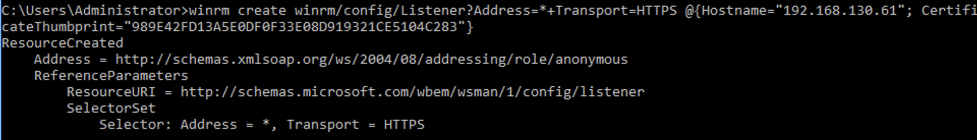 C:\Users\Administrator>winrm create winrm/config/Listener?Address=*+Transport=HTTPS @{Hostname="192.168.130.61"; Certifi
cateThumbprint="989E42FD13A5E0DF0F33E08D919321CE5104C283"}
ResourceCreated
    Address = http://schemas.xmlsoap.org/ws/2004/08/addressing/role/anonymous
    ReferenceParameters
        ResourceURI = http://schemas.microsoft.com/wbem/wsman/1/config/listener
        SelectorSet
            Selector: Address = *, Transport = HTTPS